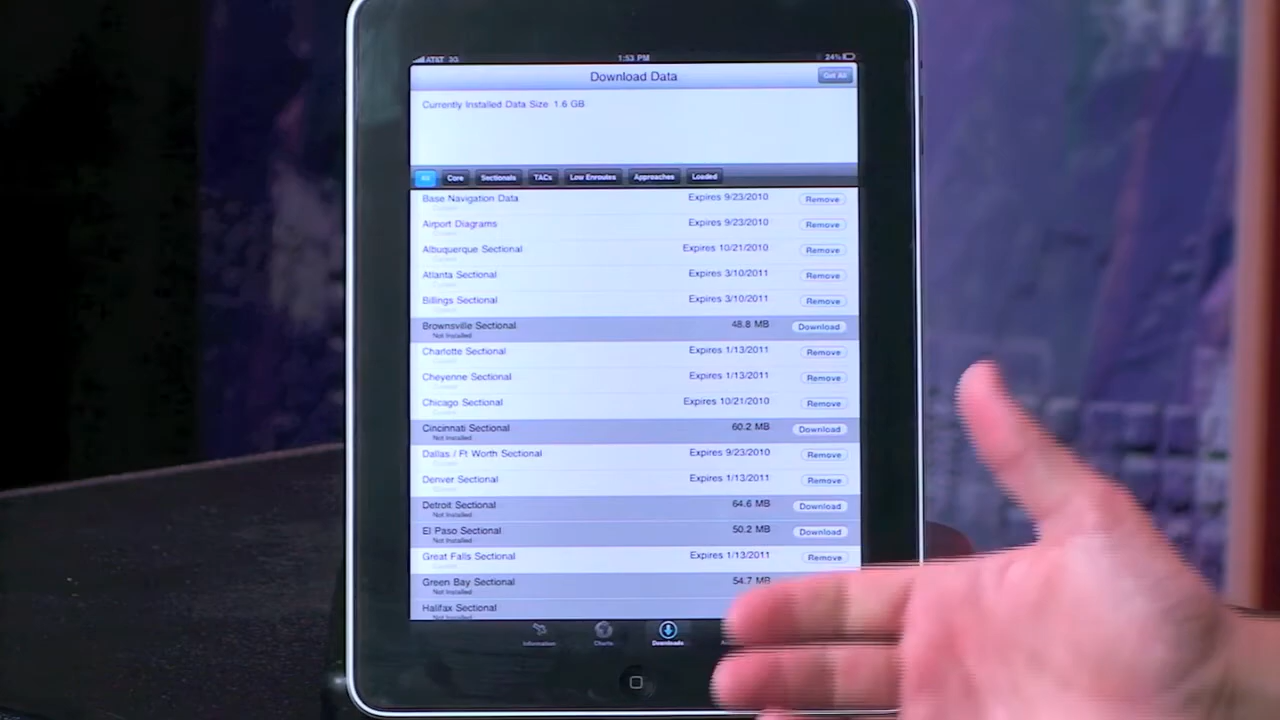 AT&T 3G 1:53 PM 24%
Download Data Get All
Currently Installed Data Size 1.6 GB
All Core Sectionals TACs Low Enroutes Approaches Loaded
Base Navigation Data Expires 9/23/2010 Remove
Airport Diagrams Expires 9/23/2010 Remove
Albuquerque Sectional Expires 10/21/2010 Remove
Atlanta Sectional Expires 3/10/2011 Remove
Billings Sectional Expires 3/10/2011 Remove
Brownsville Sectional 48.8 MB Download
Not Installed
Charlotte Sectional Expires 1/13/2011 Remove
Cheyenne Sectional Expires 1/13/2011 Remove
Chicago Sectional Expires 10/21/2010 Remove
Cincinnati Sectional 60.2 MB Download
Not Installed
Dallas / Ft Worth Sectional Expires 9/23/2010 Remove
Denver Sectional Expires 1/13/2011 Remove
Detroit Sectional 64.6 MB Download
Not Installed
El Paso Sectional 50.2 MB Download
Not Installed
Great Falls Sectional Expires 1/13/2011 Remove
Green Bay Sectional 54.7 MB
Not Installed
Halifax Sectional
Information Charts Downloads